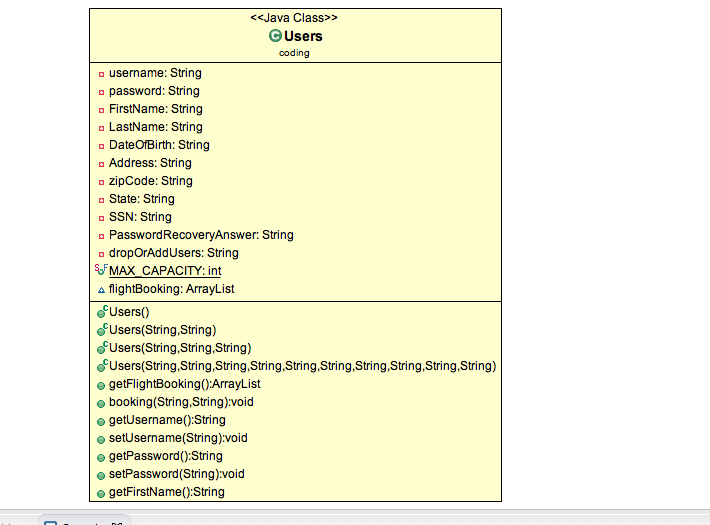 <<Java Class>>
C Users
coding
username: String
password: String
FirstName: String
LastName: String
DateOfBirth: String
Address: String
zipCode: String
State: String
SSN: String
PasswordRecoveryAnswer: String
dropOrAddUsers: String
S F MAX_CAPACITY: int
flightBooking: ArrayList
C Users()
C Users(String,String)
C Users(String,String,String)
C Users(String,String,String,String,String,String,String,String,String,String)
getFlightBooking():ArrayList
booking(String,String):void
getUsername():String
setUsername(String):void
getPassword():String
setPassword(String):void
getFirstName():String